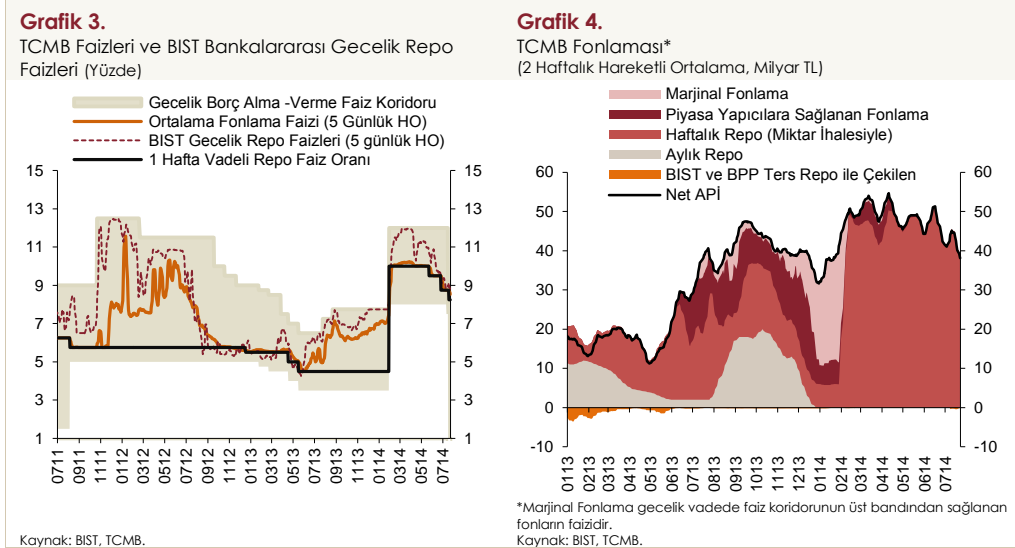 Grafik 3.
TCMB Faizleri ve BIST Bankalararası Gecelik Repo
Faizleri (Yüzde)
Gecelik Borç Alma -Verme Faiz Koridoru
Ortalama Fonlama Faizi (5 Günlük HO)
BIST Gecelik Repo Faizleri (5 günlük HO)
1 Hafta Vadeli Repo Faiz Oranı
15 15
13 13
11 11
9 9
7 7
5 5
3 3
1 1
0711 0911 1111 0112 0312 0512 0712 0912 1112 0113 0313 0513 0713 0913 1113 0114 0314 0514 0714
Kaynak: BIST, TCMB.
Grafik 4.
TCMB Fonlaması*
(2 Haftalık Hareketli Ortalama, Milyar TL)
Marjinal Fonlama
Piyasa Yapıcılara Sağlanan Fonlama
Haftalık Repo (Miktar İhalesiyle)
Aylık Repo
BIST ve BPP Ters Repo ile Çekilen
Net APİ
60 60
50 50
40 40
30 30
20 20
10 10
0 0
-10 -10
0113 0213 0313 0413 0513 0613 0713 0813 0913 1013 1113 1213 0114 0214 0314 0414 0514 0614 0714
*Marjinal Fonlama gecelik vadede faiz koridorunun üst bandından sağlanan
fonların faizidir.
Kaynak: BIST, TCMB.